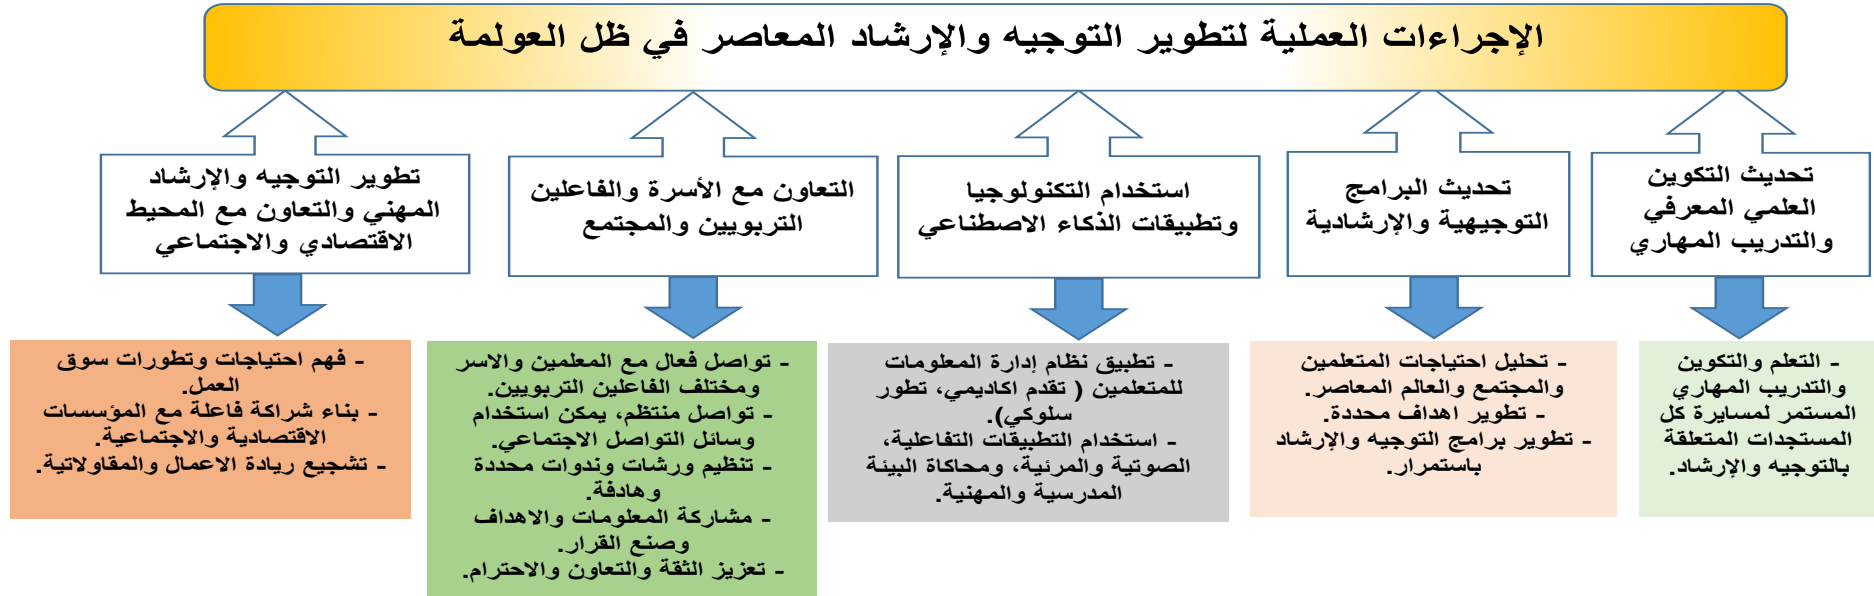 الإجراءات العملية لتطوير التوجيه والإرشاد المعاصر في ظل العولمة
تحديث التكوين
العلمي المعرفي
والتدريب المهاري
تحديث البرامج
التوجيهية والإرشادية
استخدام التكنولوجيا
وتطبيقات الذكاء الاصطناعي
التعاون مع الأسرة والفاعلين
التربويين والمجتمع
تطوير التوجيه والإرشاد
المهني والتعاون مع المحيط
الاقتصادي والاجتماعي
- التعلم والتكوين
والتدريب المهاري
المستمر لمسايرة كل
المستجدات المتعلقة
بالتوجيه والإرشاد.
- تحليل احتياجات المتعلمين
والمجتمع والعالم المعاصر.
- تطوير اهداف محددة.
- تطوير برامج التوجيه والإرشاد
باستمرار.
- تطبيق نظام إدارة المعلومات
للمتعلمين ( تقدم اكاديمي، تطور
سلوكي).
- استخدام التطبيقات التفاعلية،
الصوتية والمرئية، ومحاكاة البيئة
المدرسية والمهنية.
- تواصل فعال مع المعلمين والاسر
ومختلف الفاعلين التربويين.
- تواصل منتظم، يمكن استخدام
وسائل التواصل الاجتماعي.
- تنظيم ورشات وندوات محددة
وهادفة.
- مشاركة المعلومات والاهداف
وصنع القرار.
- تعزيز الثقة والتعاون والاحترام.
- فهم احتياجات وتطورات سوق
العمل.
- بناء شراكة فاعلة مع المؤسسات
الاقتصادية والاجتماعية.
- تشجيع ريادة الاعمال والمقاولاتية.